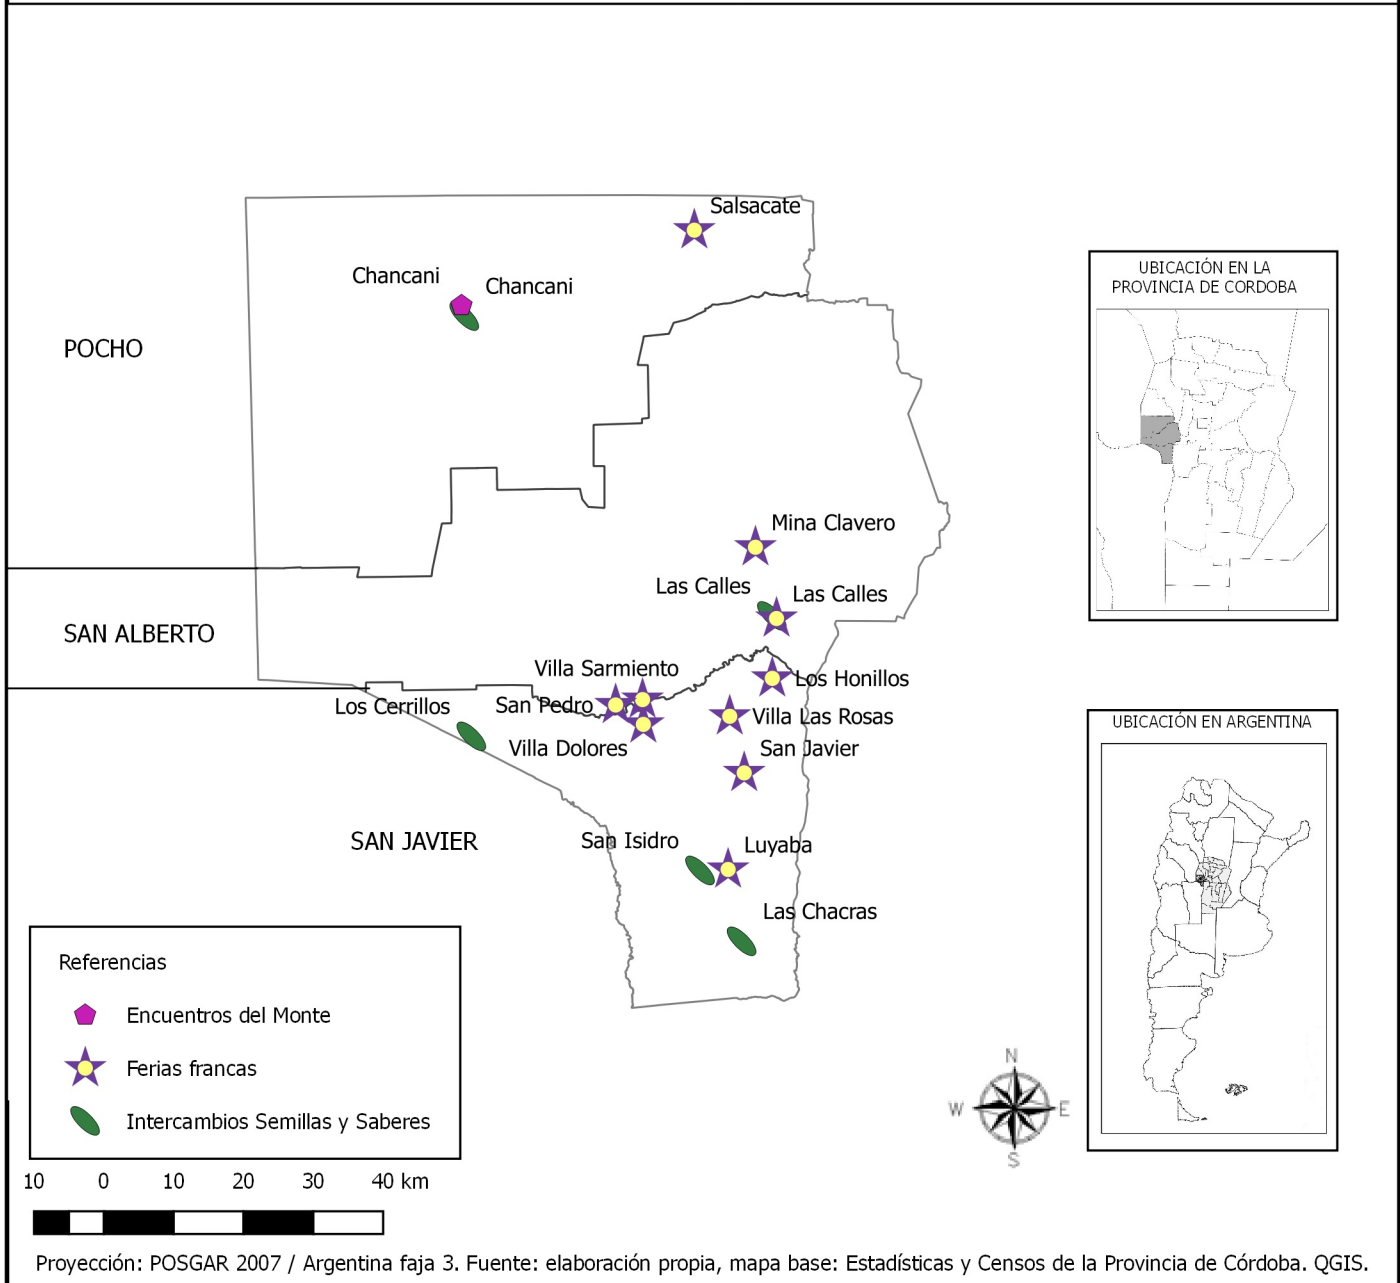 Salsacate
Chancani
Chancani
POCHO
Mina Clavero
Las Calles
Las Calles
SAN ALBERTO
Villa Sarmiento
Los Honillos
Los Cerrillos
San Pedro
Villa Las Rosas
Villa Dolores
San Javier
SAN JAVIER
San Isidro
Luyaba
Las Chacras
UBICACIÓN EN LA
PROVINCIA DE CORDOBA
UBICACIÓN EN ARGENTINA
Referencias
Encuentros del Monte
Ferias francas
Intercambios Semillas y Saberes
N
W
E
S
10 0 10 20 30 40 km
Proyección: POSGAR 2007 / Argentina faja 3. Fuente: elaboración propia, mapa base: Estadísticas y Censos de la Provincia de Córdoba. QGIS.